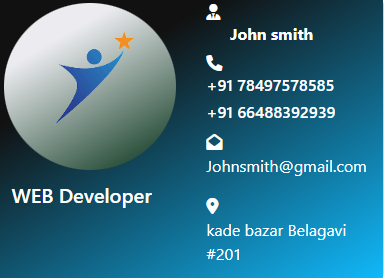 John smith
+91 78497578585
+91 66488392939
Johnsmith@gmail.com
WEB Developer
kade bazar Belagavi
#201